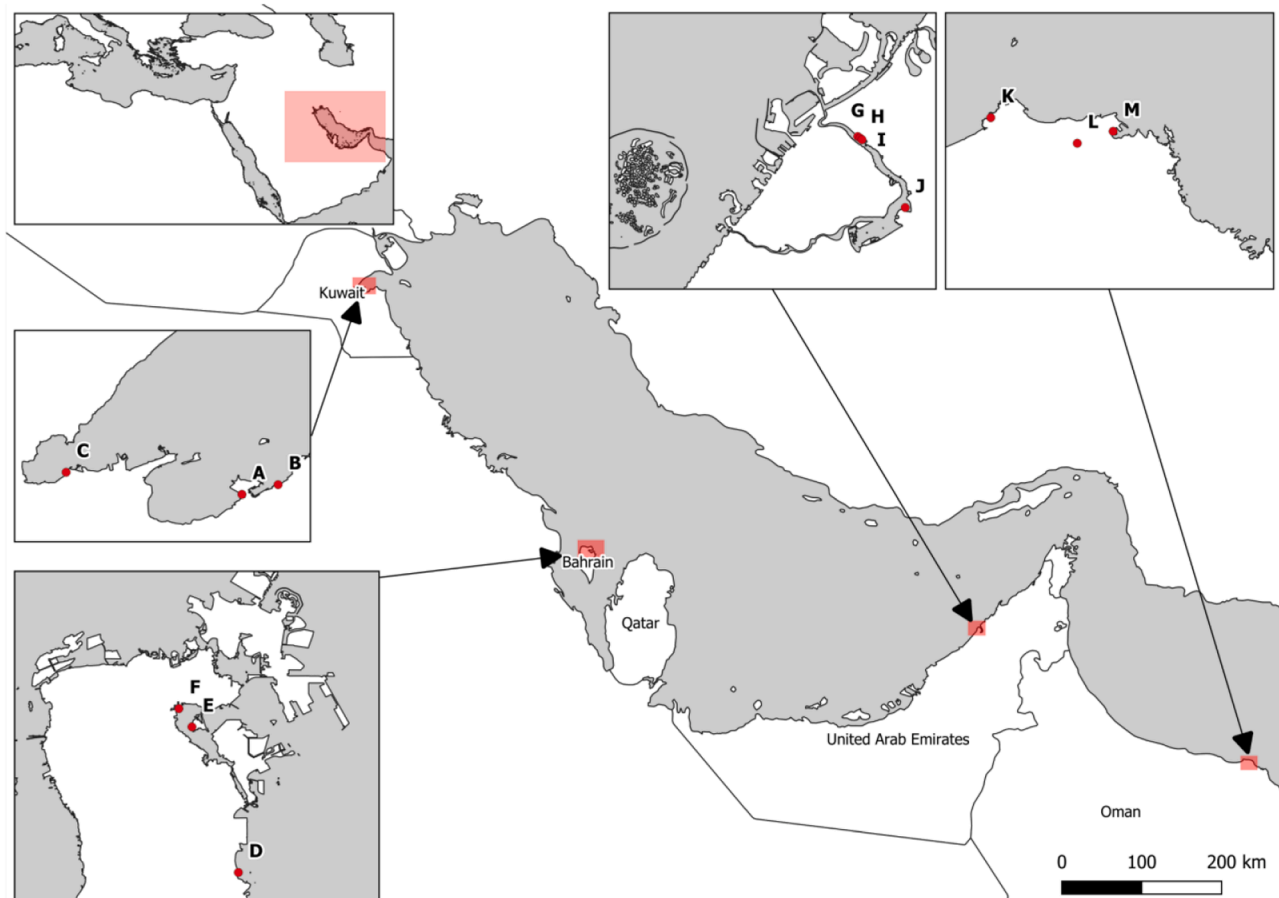 G H
I
J
K
L
M
Kuwait
C
A
B
Bahrain
Qatar
F
E
D
United Arab Emirates
Oman
0 100 200 km